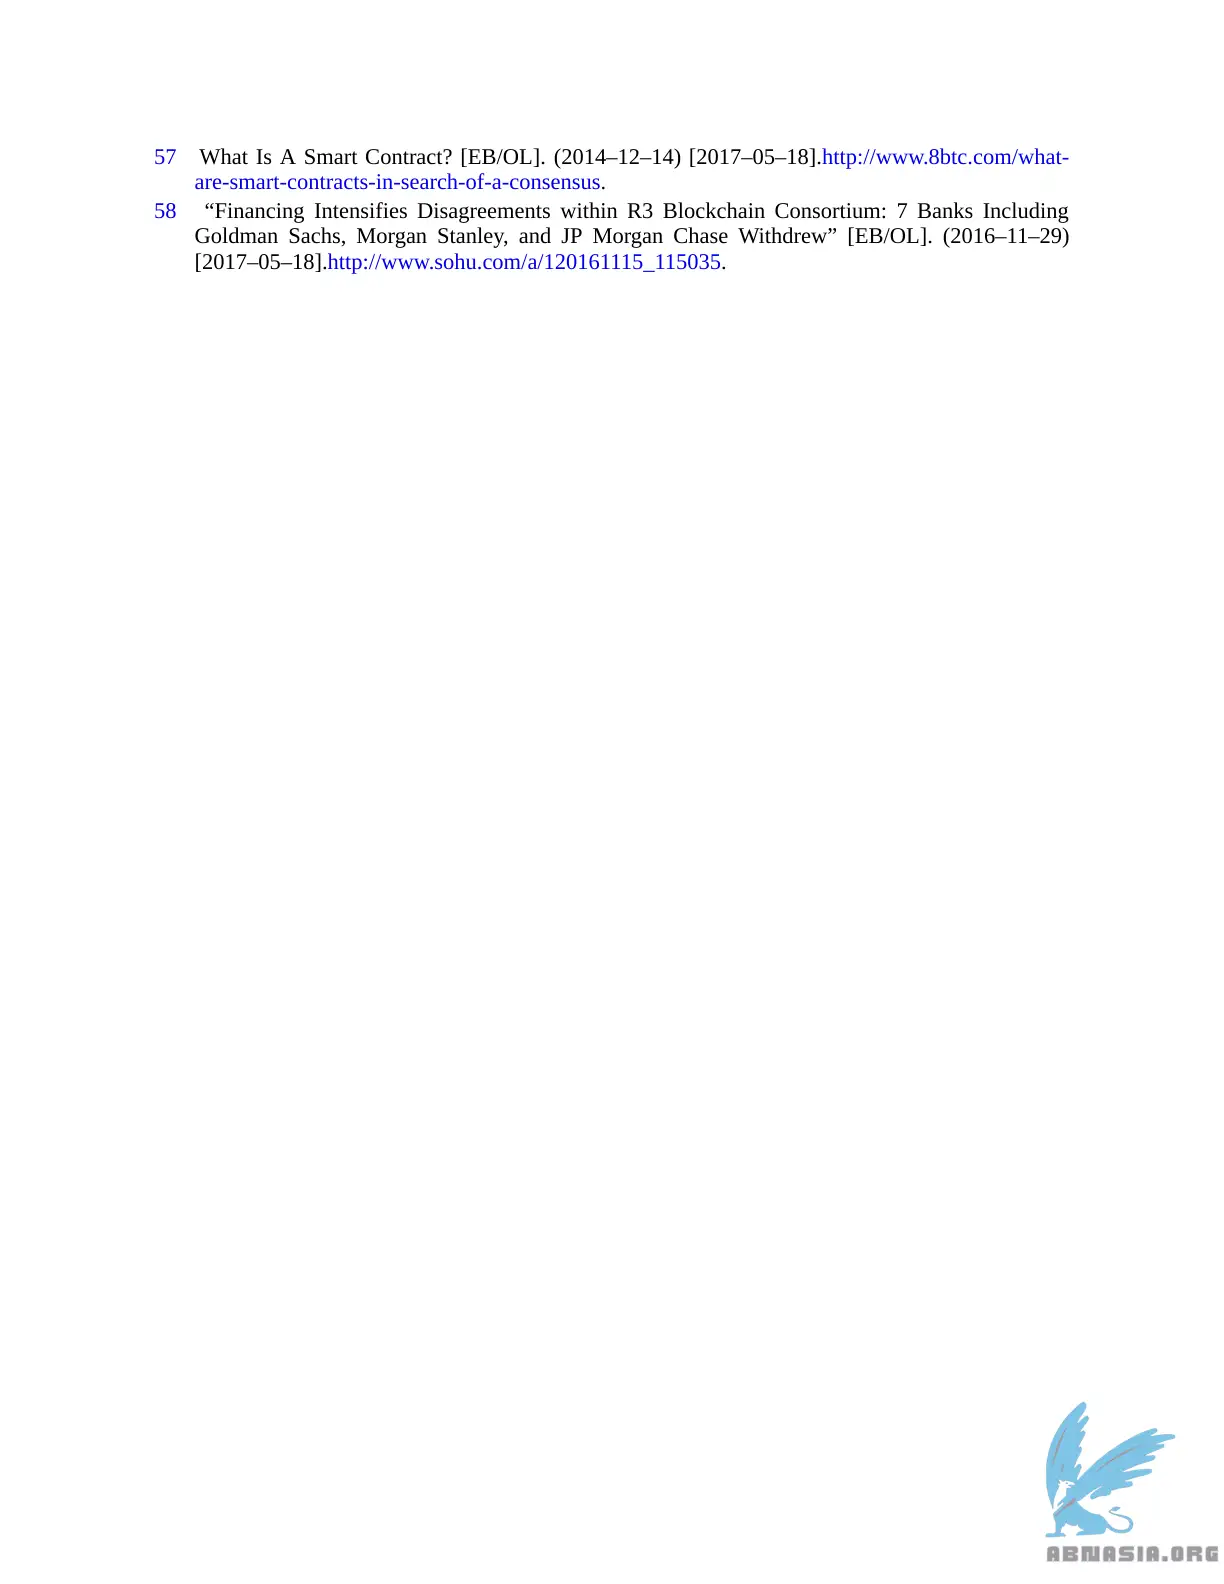 57 What Is A Smart Contract? [EB/OL]. (2014–12–14) [2017–05–18].http://www.8btc.com/what-
are-smart-contracts-in-search-of-a-consensus.
58 “Financing Intensifies Disagreements within R3 Blockchain Consortium: 7 Banks Including
Goldman Sachs, Morgan Stanley, and JP Morgan Chase Withdrew” [EB/OL]. (2016–11–29)
[2017–05–18].http://www.sohu.com/a/120161115_115035.
ABNASIA.ORG